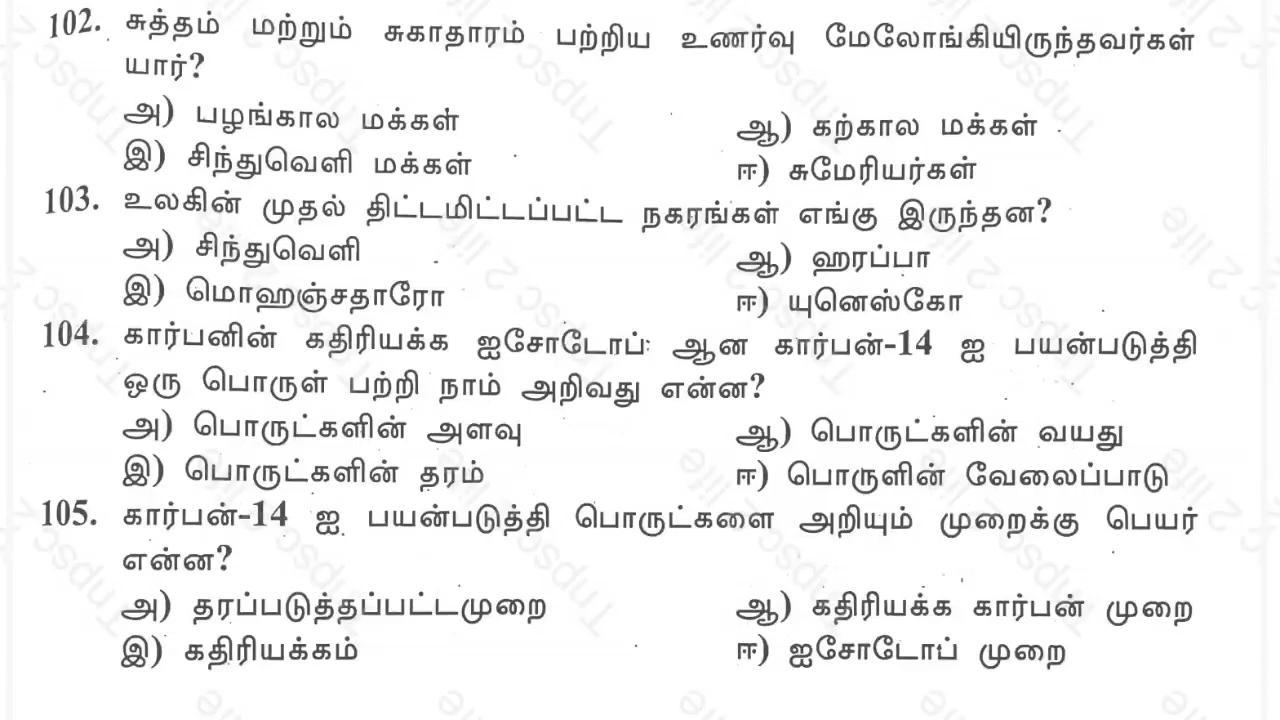 102. சுத்தம் மற்றும் சுகாதாரம் பற்றிய உணர்வு மேலோங்கியிருந்தவர்கள்
யார்?
அ) பழங்கால மக்கள் ஆ) கற்கால மக்கள்
இ) சிந்துவெளி மக்கள் ஈ) சுமேரியர்கள்
103. உலகின் முதல் திட்டமிட்டப்பட்ட நகரங்கள் எங்கு இருந்தன?
அ) சிந்துவெளி ஆ) ஹரப்பா
இ) மொஹஞ்சதாரோ ஈ) யுனெஸ்கோ
104. கார்பனின் கதிரியக்க ஐசோடோப் ஆன கார்பன்-14 ஐ பயன்படுத்தி
ஒரு பொருள் பற்றி நாம் அறிவது என்ன?
அ) பொருட்களின் அளவு ஆ) பொருட்களின் வயது
இ) பொருட்களின் தரம் ஈ) பொருளின் வேலைப்பாடு
105. கார்பன்-14 ஐ பயன்படுத்தி பொருட்களை அறியும் முறைக்கு பெயர்
என்ன?
அ) தரப்படுத்தப்பட்டமுறை ஆ) கதிரியக்க கார்பன் முறை
இ) கதிரியக்கம் ஈ) ஐசோடோப் முறை
Tnpsc 2 life